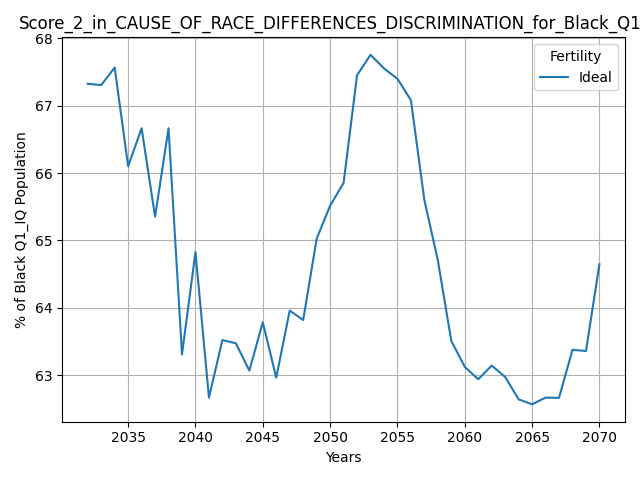 Score_2_in_CAUSE_OF_RACE_DIFFERENCES_DISCRIMINATION_for_Black_Q1
68
67
66
65
64
63
% of Black Q1_IQ Population
Fertility
Ideal
2035
2040
2045
2050
2055
2060
2065
2070
Years